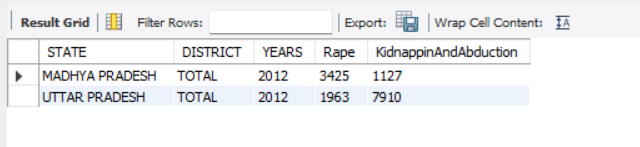 Result Grid Filter Rows: Export: Wrap Cell Content:
STATE DISTRICT YEARS Rape KidnappinAndAbduction
MADHYA PRADESH TOTAL 2012 3425 1127
UTTAR PRADESH TOTAL 2012 1963 7910